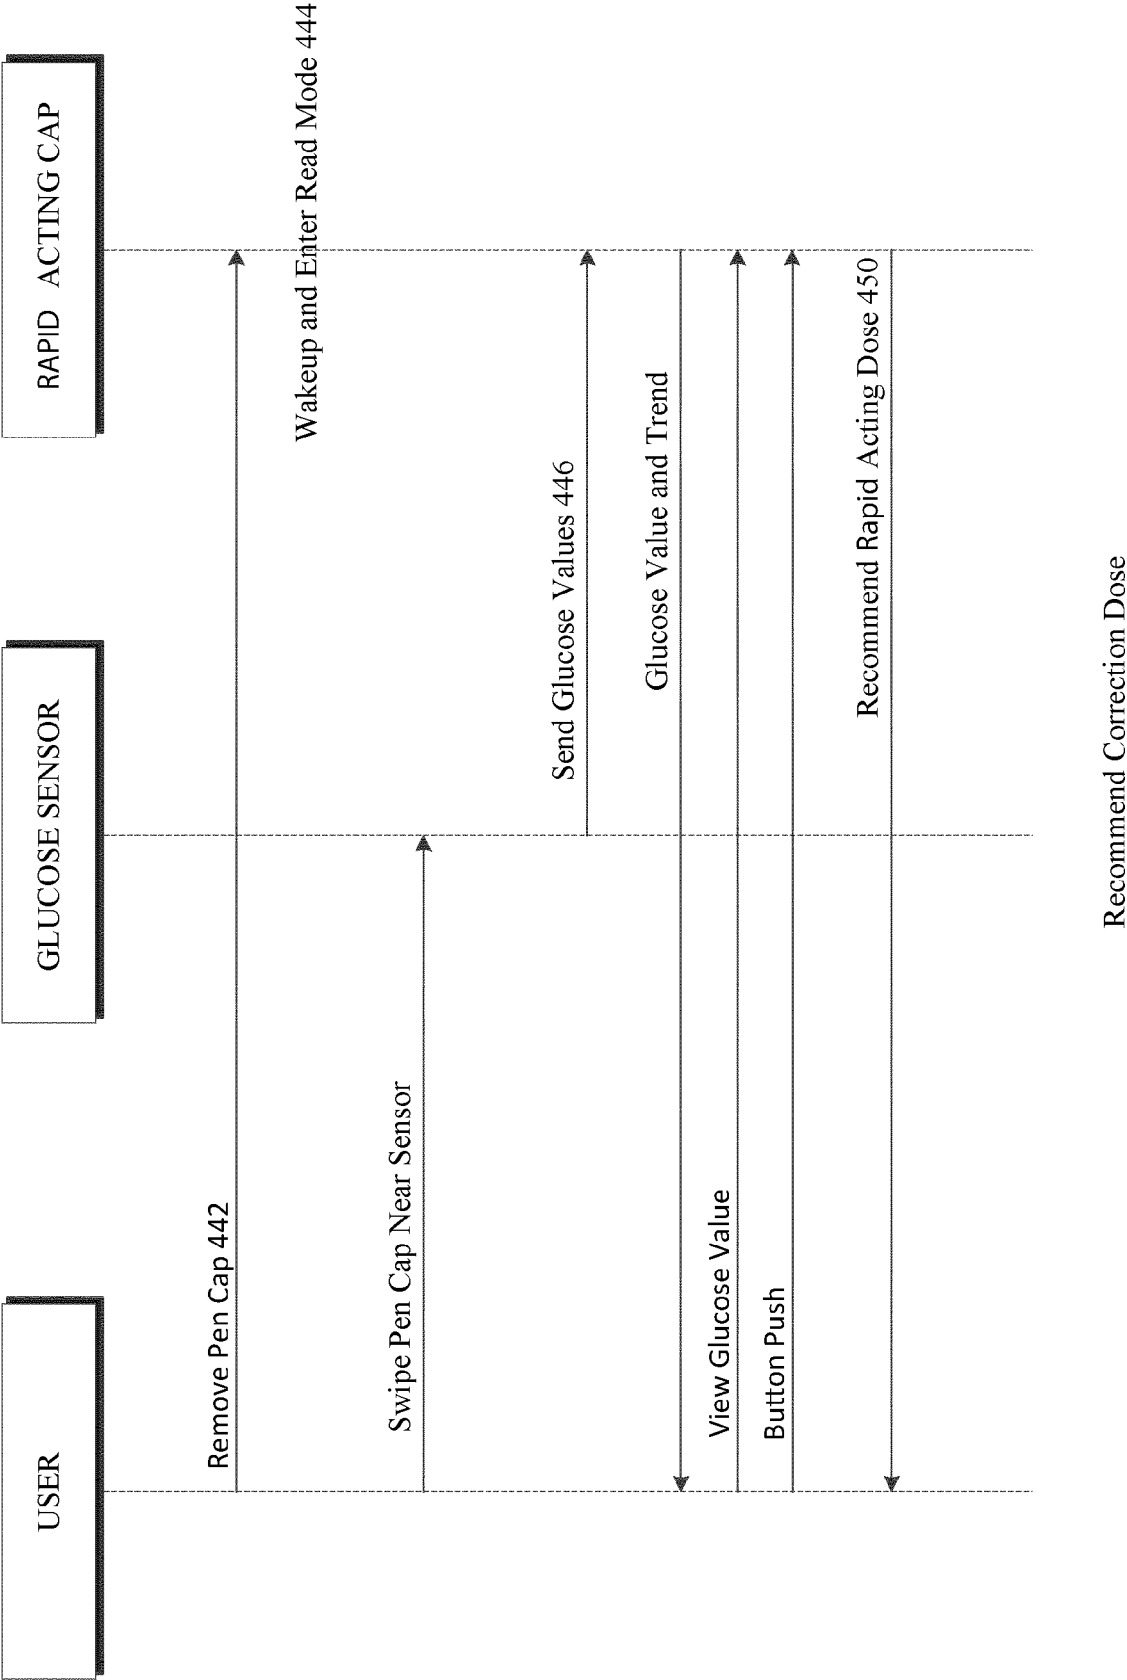 USER
GLUCOSE SENSOR
RAPID ACTING CAP
Remove Pen Cap 442
Wakeup and Enter Read Mode 444
Swipe Pen Cap Near Sensor
Send Glucose Values 446
Glucose Value and Trend
View Glucose Value
Button Push
Recommend Rapid Acting Dose 450
Recommend Correction Dose